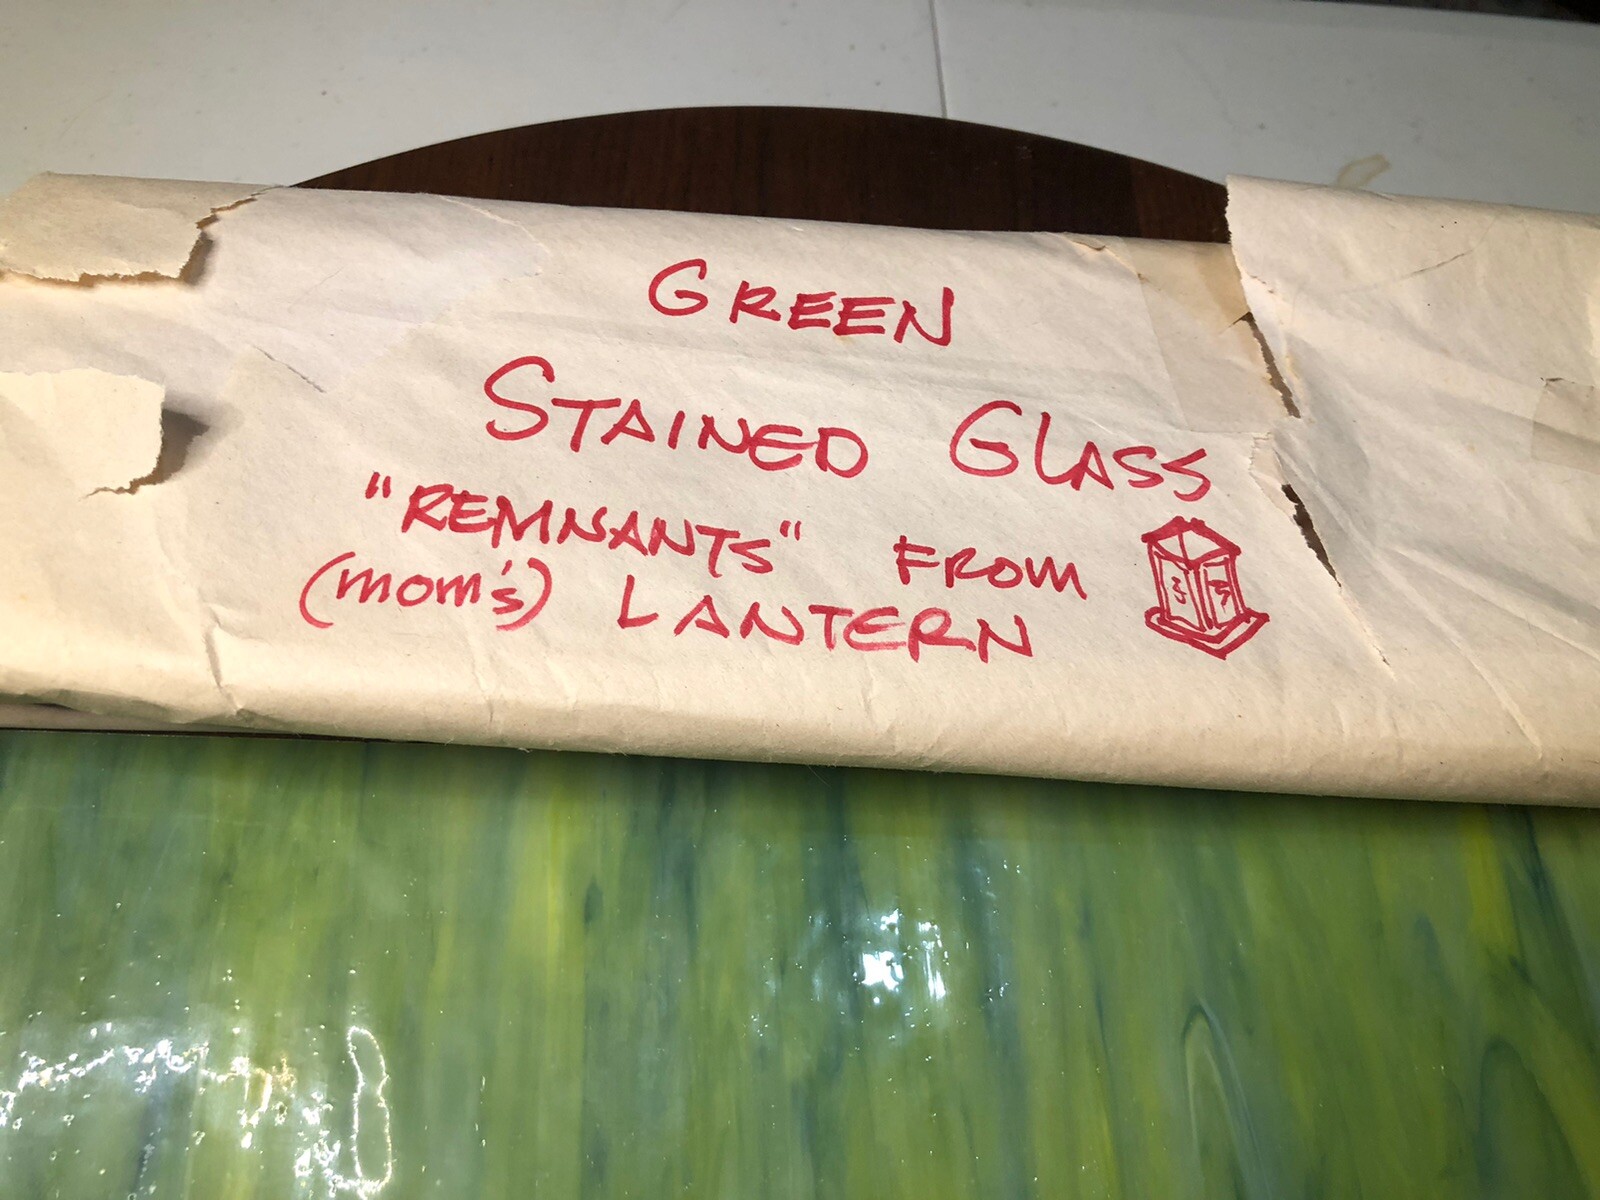 GREEN
STAINED GLASS
"REMNANTS" FROM
(mom's) LANTERN